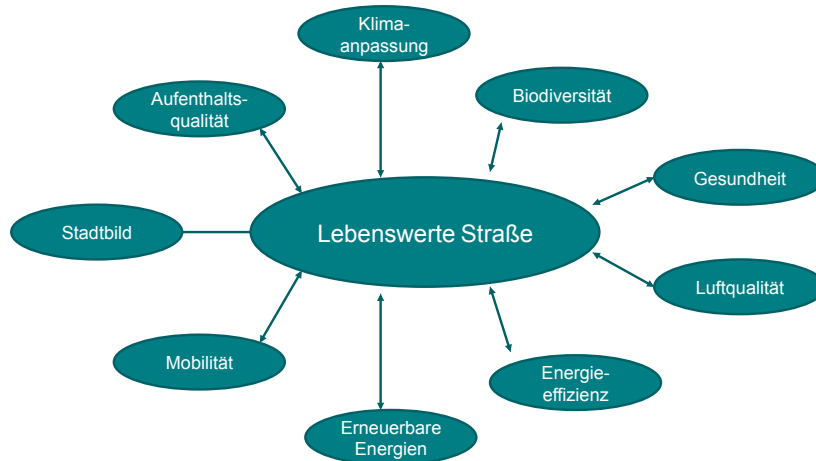 Klima-
anpassung
Aufenthalts-
qualität
Biodiversität
Gesundheit
Stadtbild
Lebenswerte Straße
Luftqualität
Mobilität
Energie-
effizienz
Erneuerbare
Energien